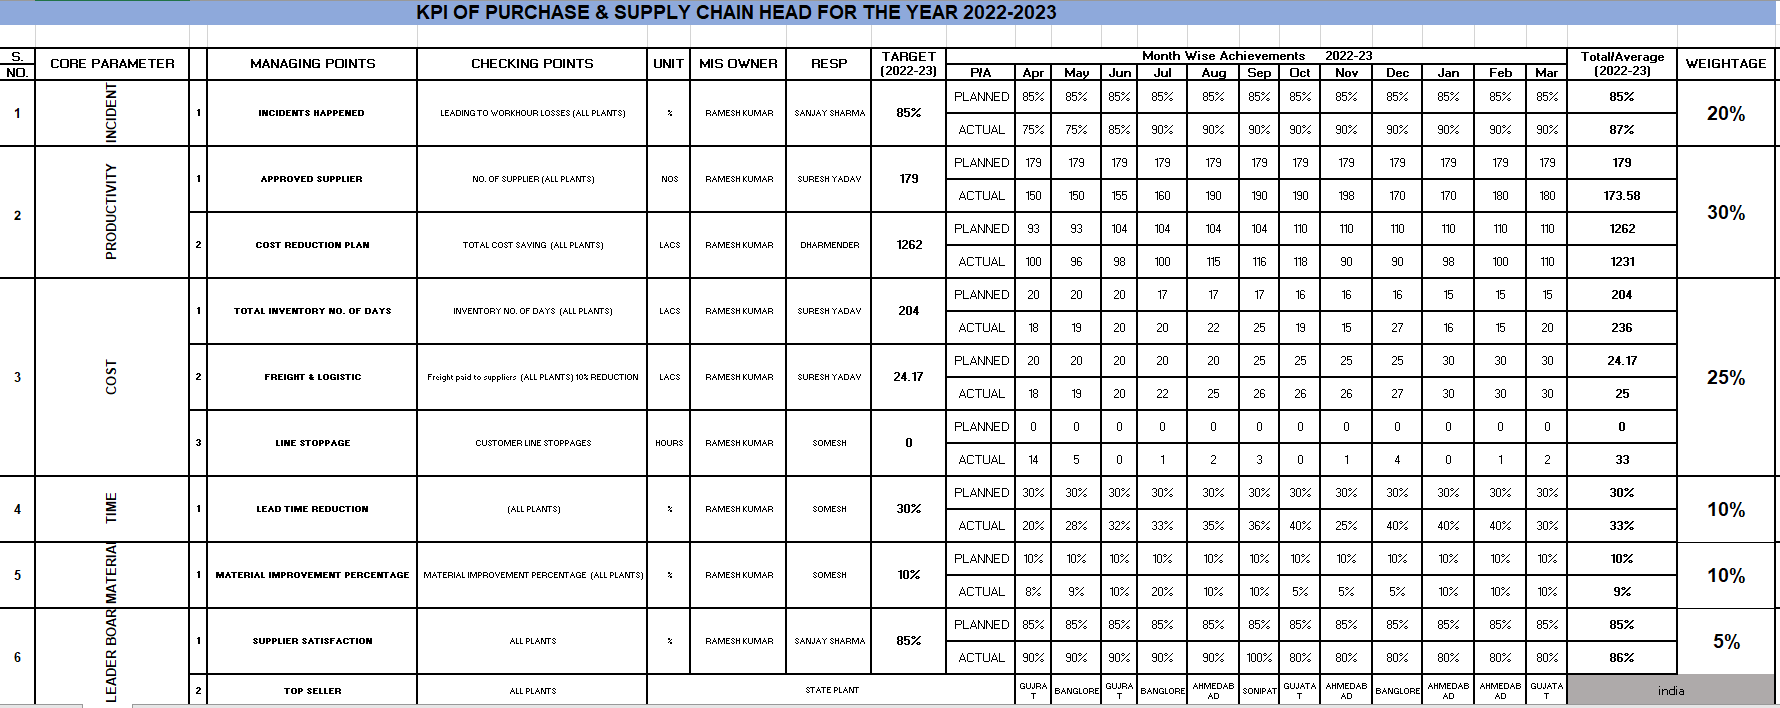 KPI OF PURCHASE & SUPPLY CHAIN HEAD FOR THE YEAR 2022-2023
S. NO. CORE PARAMETER MANAGING POINTS CHECKING POINTS UNIT MIS OWNER RESP TARGET (2022-23) Month Wise Achievements 2022-23 Total/Average (2022-23) WEIGHTAGE
P/A Apr May Jun Jul Aug Sep Oct Nov Dec Jan Feb Mar
1 INCIDENT 1 INCIDENTS HAPPENED LEADING TO WORKHOUR LOSSES (ALL PLANTS) % RAMESH KUMAR SANJAY SHARMA 85% PLANNED 85% 85% 85% 85% 85% 85% 85% 85% 85% 85% 85% 85% 85% 20%
ACTUAL 75% 75% 85% 90% 90% 90% 90% 90% 90% 90% 90% 90% 87%
2 PRODUCTIVITY 1 APPROVED SUPPLIER NO. OF SUPPLIER (ALL PLANTS) NOS RAMESH KUMAR SURESH YADAV 179 PLANNED 179 179 179 179 179 179 179 179 179 179 179 179 179 30%
ACTUAL 150 150 155 160 190 190 190 198 170 170 180 180 173.58
2 COST REDUCTION PLAN TOTAL COST SAVING (ALL PLANTS) LACS RAMESH KUMAR DHARMENDER 1262 PLANNED 93 93 104 104 104 104 110 110 110 110 110 110 1262
ACTUAL 100 96 98 100 115 116 118 90 90 98 100 110 1231
3 COST 1 TOTAL INVENTORY NO. OF DAYS INVENTORY NO. OF DAYS (ALL PLANTS) LACS RAMESH KUMAR SURESH YADAV 204 PLANNED 20 20 20 17 17 17 16 16 16 15 15 15 204 25%
ACTUAL 18 19 20 20 22 25 19 15 27 16 15 20 236
2 FREIGHT & LOGISTIC Freight paid to suppliers (ALL PLANTS) 10% REDUCTION LACS RAMESH KUMAR SURESH YADAV 24.17 PLANNED 20 20 20 20 20 25 25 25 25 30 30 30 24.17
ACTUAL 18 19 20 22 25 26 26 26 27 30 30 30 25
3 LINE STOPPAGE CUSTOMER LINE STOPPAGES HOURS RAMESH KUMAR SOMESH 0 PLANNED 0 0 0 0 0 0 0 0 0 0 0 0 0
ACTUAL 14 5 0 1 2 3 0 1 4 0 1 2 33
4 TIME 1 LEAD TIME REDUCTION (ALL PLANTS) % RAMESH KUMAR SOMESH 30% PLANNED 30% 30% 30% 30% 30% 30% 30% 30% 30% 30% 30% 30% 30% 10%
ACTUAL 20% 28% 32% 33% 35% 36% 40% 25% 40% 40% 40% 30% 33%
5 MATERIAL 1 MATERIAL IMPROVEMENT PERCENTAGE MATERIAL IMPROVEMENT PERCENTAGE (ALL PLANTS) % RAMESH KUMAR SOMESH 10% PLANNED 10% 10% 10% 10% 10% 10% 10% 10% 10% 10% 10% 10% 10% 10%
ACTUAL 8% 9% 10% 20% 10% 10% 5% 5% 5% 10% 10% 10% 9%
6 LEADER BOAR 1 SUPPLIER SATISFACTION ALL PLANTS % RAMESH KUMAR SANJAY SHARMA 85% PLANNED 85% 85% 85% 85% 85% 85% 85% 85% 85% 85% 85% 85% 85% 5%
ACTUAL 90% 90% 90% 90% 90% 100% 80% 80% 80% 80% 80% 80% 86%
2 TOP SELLER ALL PLANTS STATE PLANT GUJRAT BANGLORE GUJRAT BANGLORE AHMEDABAD SONIPAT GUJATAT AHMEDABAD BANGLORE AHMEDABAD AHMEDABAD GUJATAT india